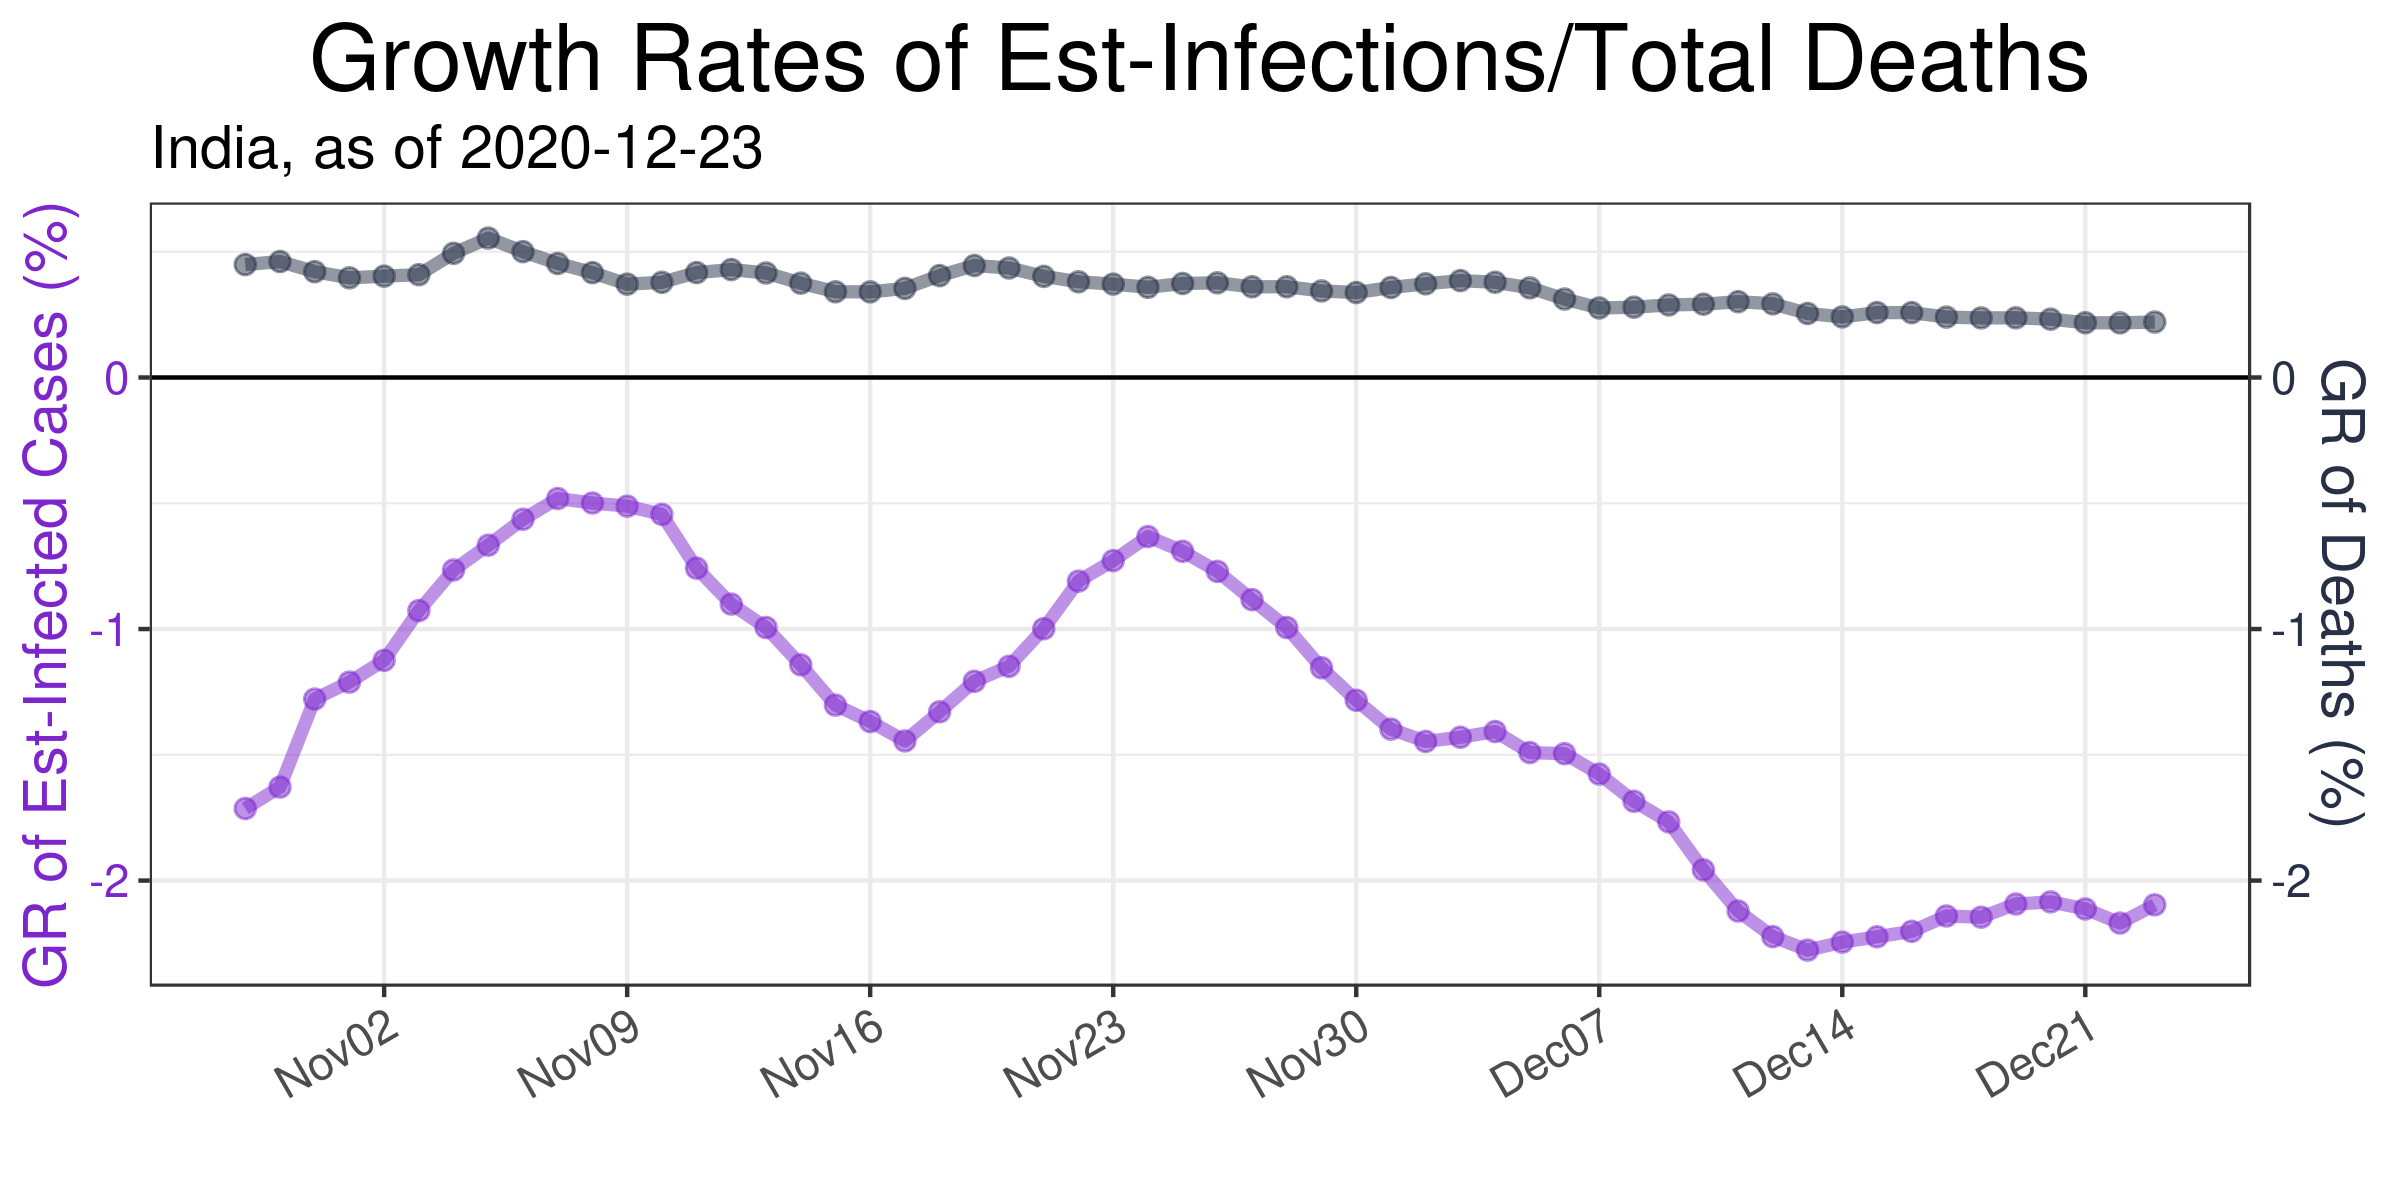 Growth Rates of Est-Infections/Total Deaths
India, as of 2020-12-23
GR of Est-Infected Cases (%)
0
-1
-2
0
-1
-2
GR of Deaths (%)
Nov02
Nov09
Nov16
Nov23
Nov30
Dec07
Dec14
Dec21